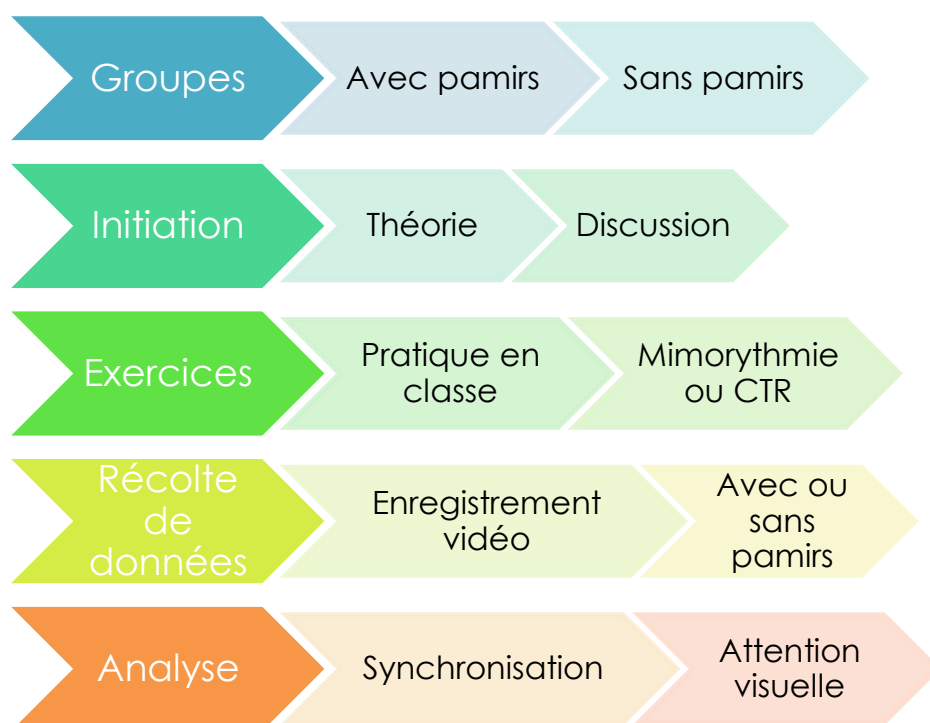 Groupes
Avec pamirs
Sans pamirs
Initiation
Théorie
Discussion
Exercices
Pratique en
classe
Mimorythmie
ou CTR
Récolte
de
données
Enregistrement
vidéo
Avec ou
sans
pamirs
Analyse
Synchronisation
Attention
visuelle